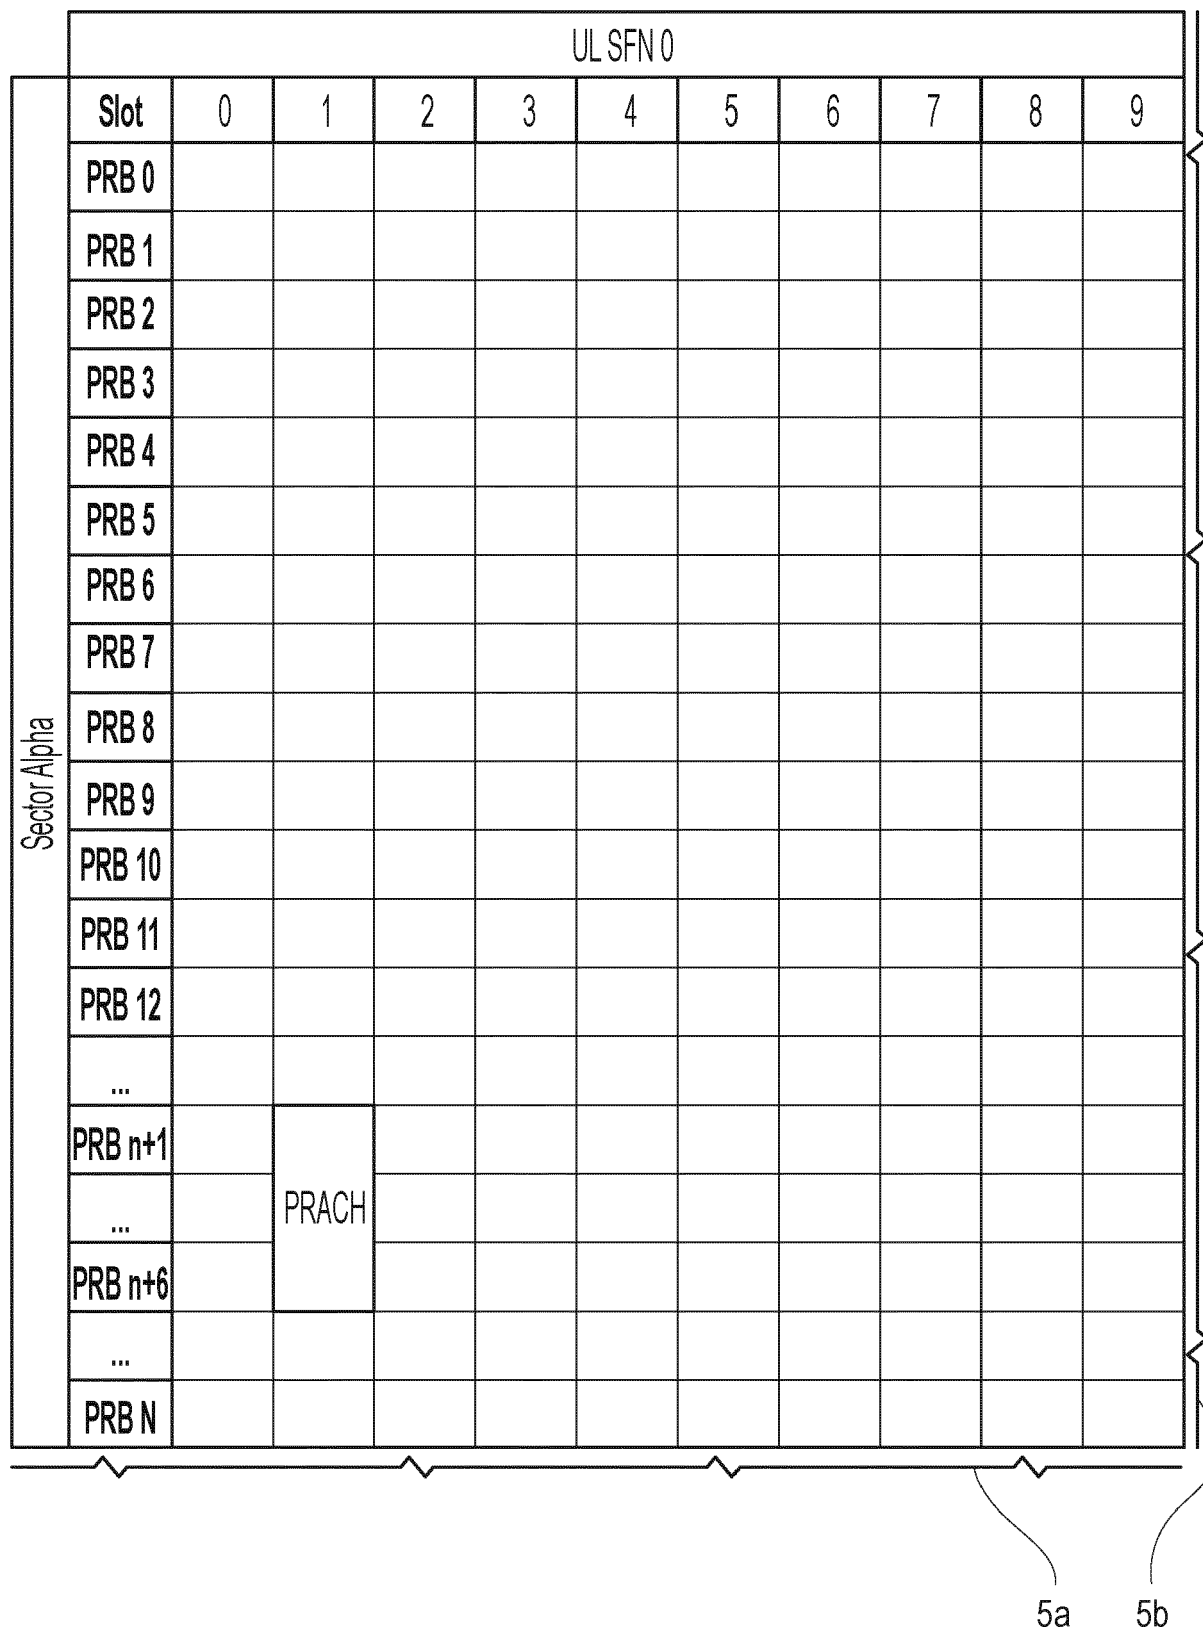 UL SFN 0
Slot 0 1 2 3 4 5 6 7 8 9
PRB 0
PRB 1
PRB 2
PRB 3
PRB 4
PRB 5
PRB 6
PRB 7
PRB 8
PRB 9
PRB 10
PRB 11
PRB 12
...
PRB n+1
...
PRB n+6
...
PRB N
Sector Alpha
PRACH
5a 5b